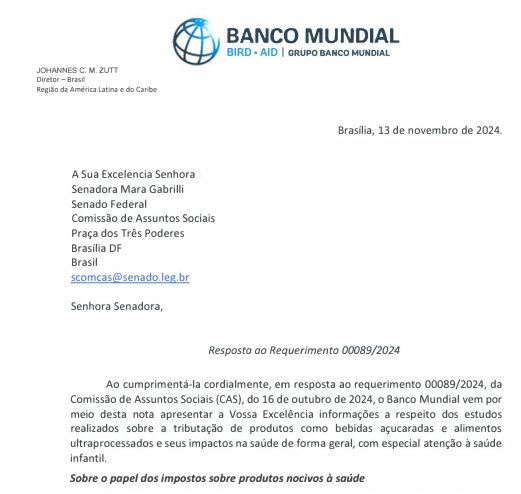 BANCO MUNDIAL
BIRD • AID | GRUPO BANCO MUNDIAL
JOHANNES C. M. ZUTT
Diretor – Brasil
Região da América Latina e do Caribe
Brasília, 13 de novembro de 2024.
A Sua Excelencia Senhora
Senadora Mara Gabrilli
Senado Federal
Comissão de Assuntos Sociais
Praça dos Três Poderes
Brasília DF
Brasil
scomcas@senado.leg.br
Senhora Senadora,
Resposta ao Requerimento 00089/2024
Ao cumprimentá-la cordialmente, em resposta ao requerimento 00089/2024, da
Comissão de Assuntos Sociais (CAS), do 16 de outubro de 2024, o Banco Mundial vem por
meio desta nota apresentar a Vossa Excelência informações a respeito dos estudos
realizados sobre a tributação de produtos como bebidas açucaradas e alimentos
ultraprocessados e seus impactos na saúde de forma geral, com especial atenção à saúde
infantil.
Sobre o papel dos impostos sobre produtos nocivos à saúde